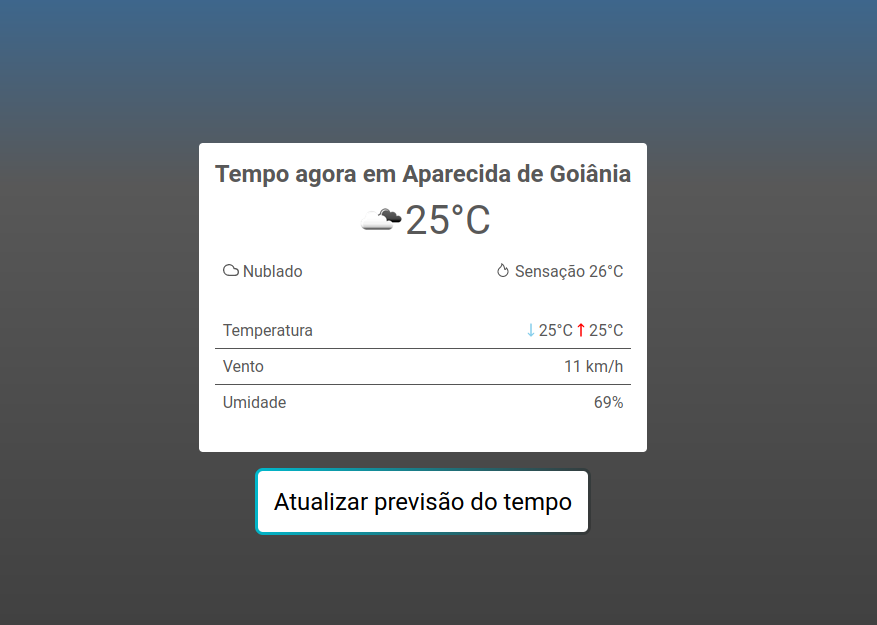 Tempo agora em Aparecida de Goiânia
25°C
Nublado Sensação 26°C
Temperatura ↓ 25°C ↑ 25°C
Vento 11 km/h
Umidade 69%
Atualizar previsão do tempo